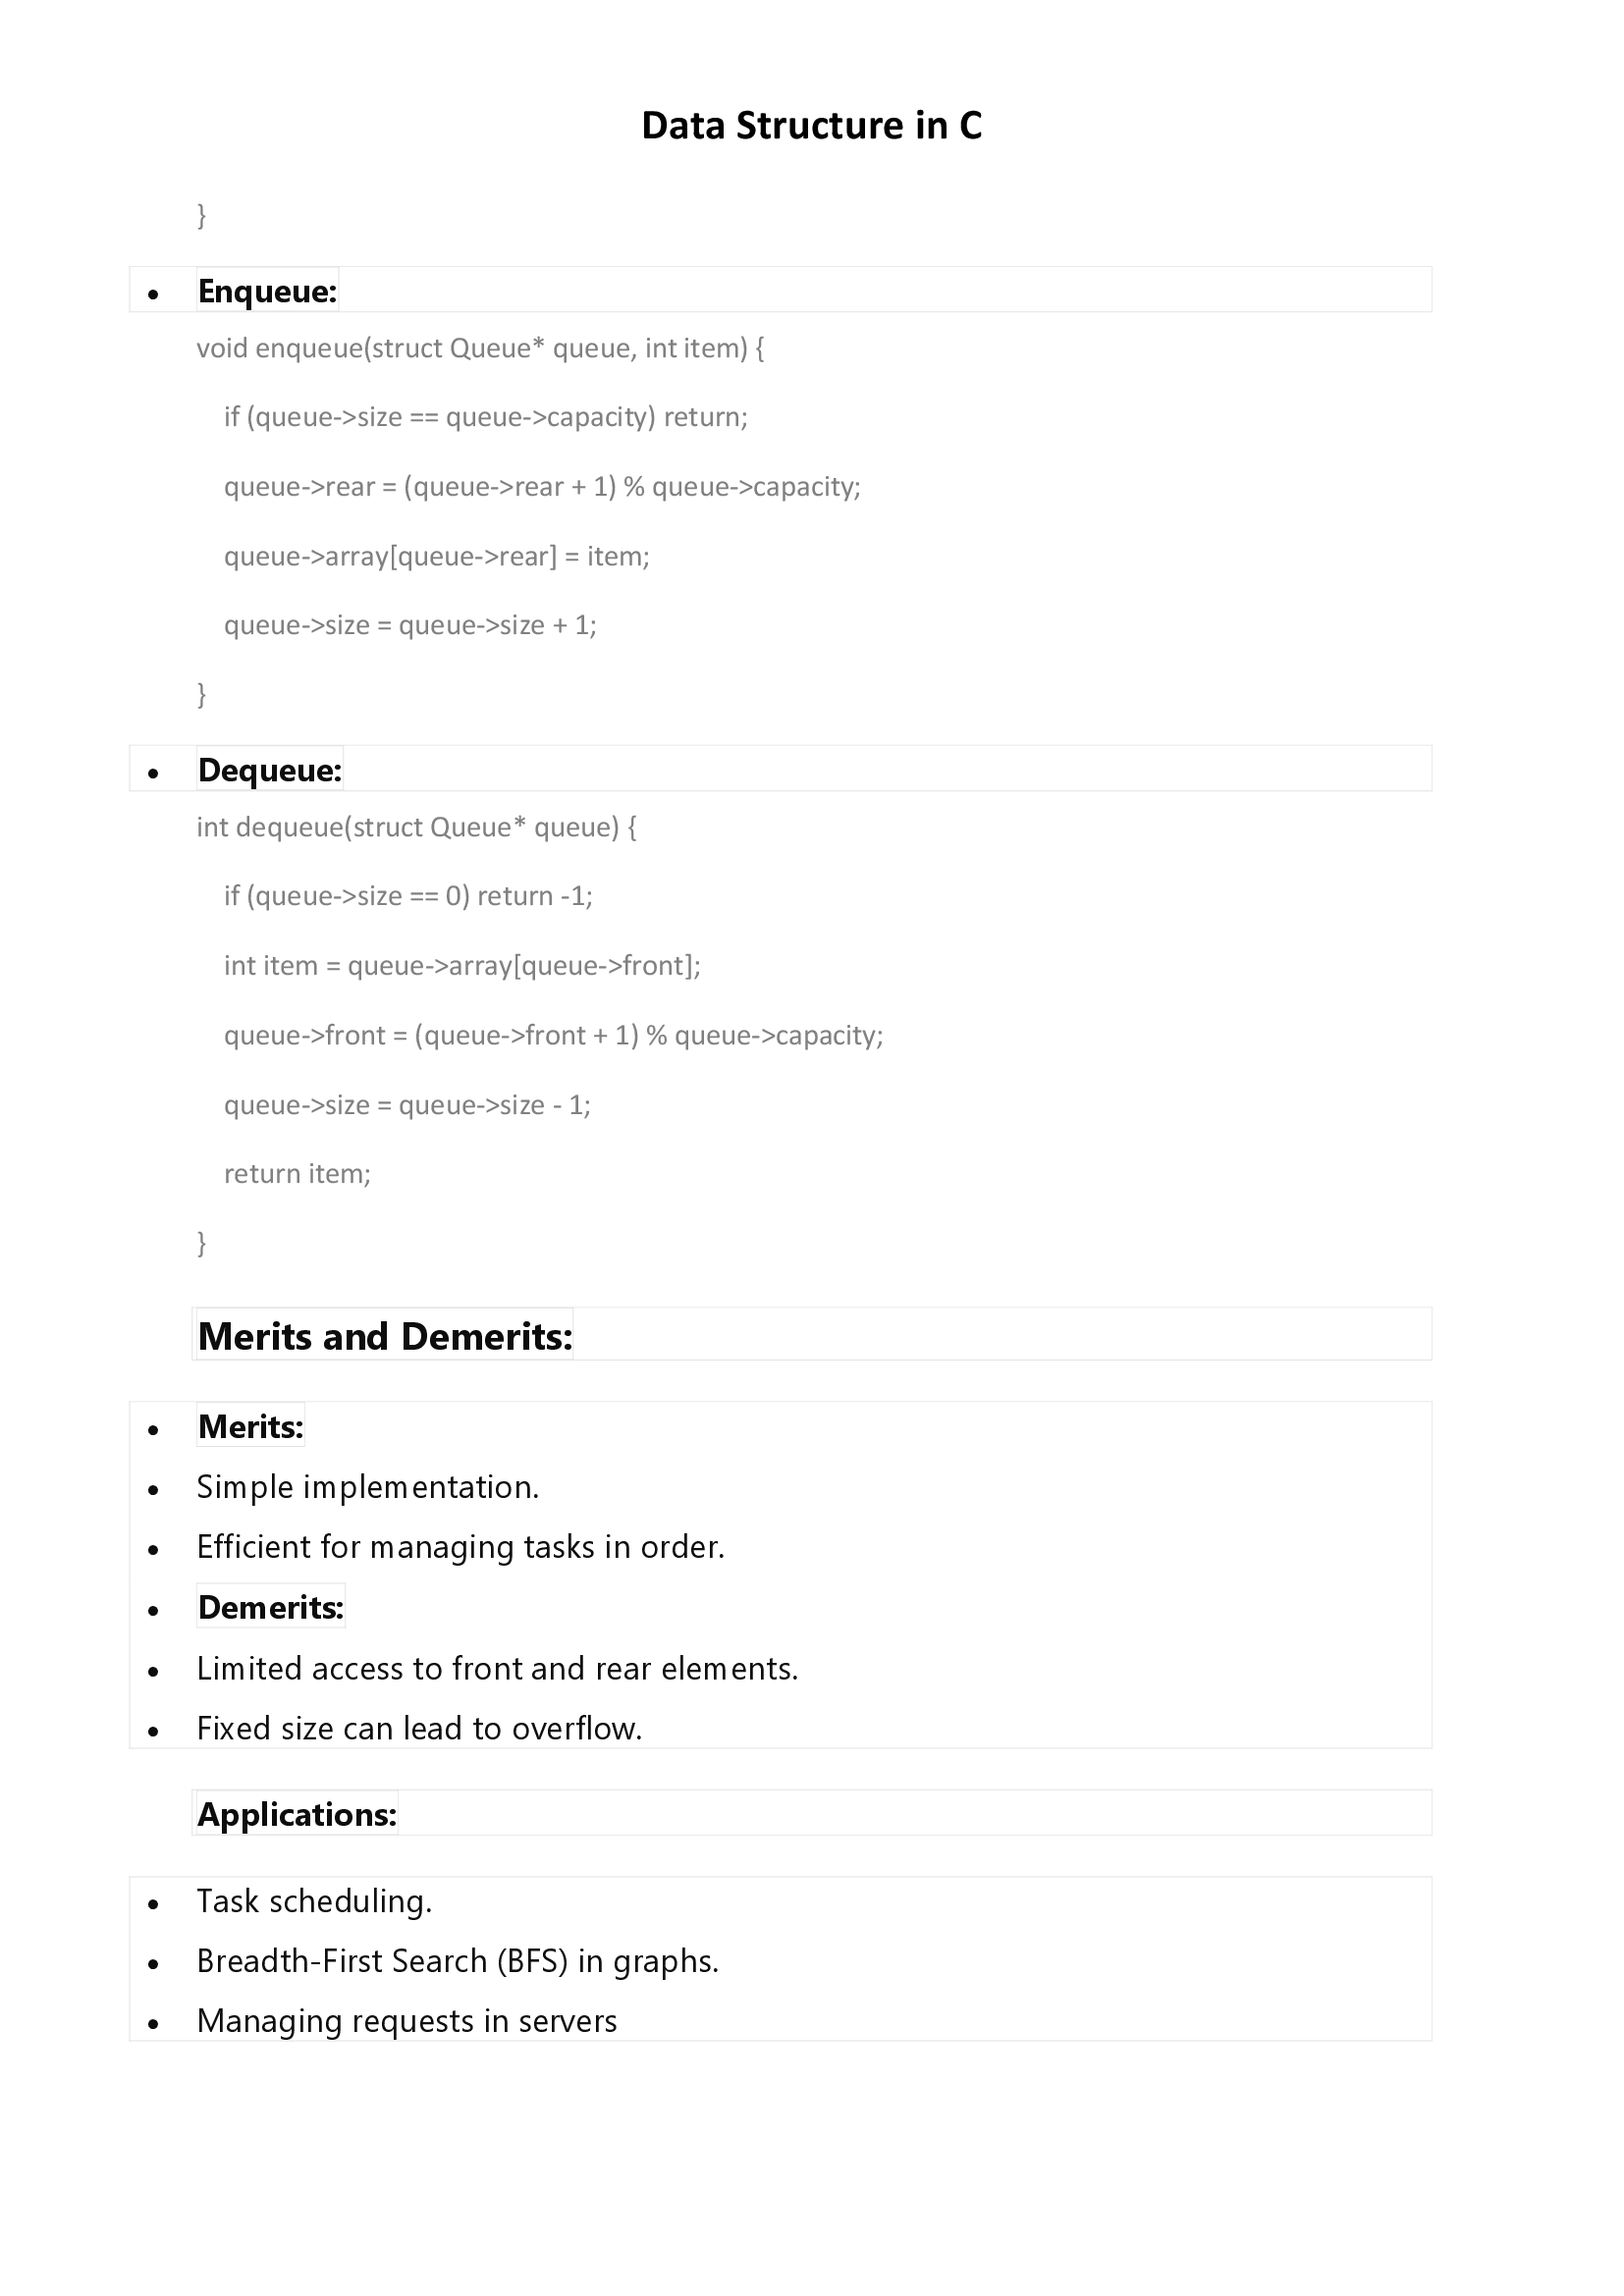 Data Structure in C
}
• Enqueue:
void enqueue(struct Queue* queue, int item) {
if (queue->size == queue->capacity) return;
queue->rear = (queue->rear + 1) % queue->capacity;
queue->array[queue->rear] = item;
queue->size = queue->size + 1;
}
• Dequeue:
int dequeue(struct Queue* queue) {
if (queue->size == 0) return -1;
int item = queue->array[queue->front];
queue->front = (queue->front + 1) % queue->capacity;
queue->size = queue->size - 1;
return item;
}
Merits and Demerits:
• Merits:
• Simple implementation.
• Efficient for managing tasks in order.
• Demerits:
• Limited access to front and rear elements.
• Fixed size can lead to overflow.
Applications:
• Task scheduling.
• Breadth-First Search (BFS) in graphs.
• Managing requests in servers